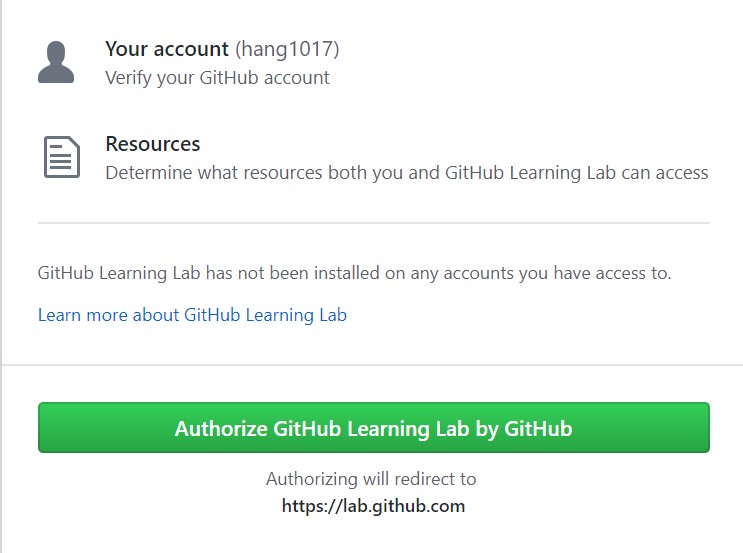 Your account (hang1017)
Verify your GitHub account
Resources
Determine what resources both you and GitHub Learning Lab can access
GitHub Learning Lab has not been installed on any accounts you have access to.
Learn more about GitHub Learning Lab
Authorize GitHub Learning Lab by GitHub
Authorizing will redirect to
https://lab.github.com